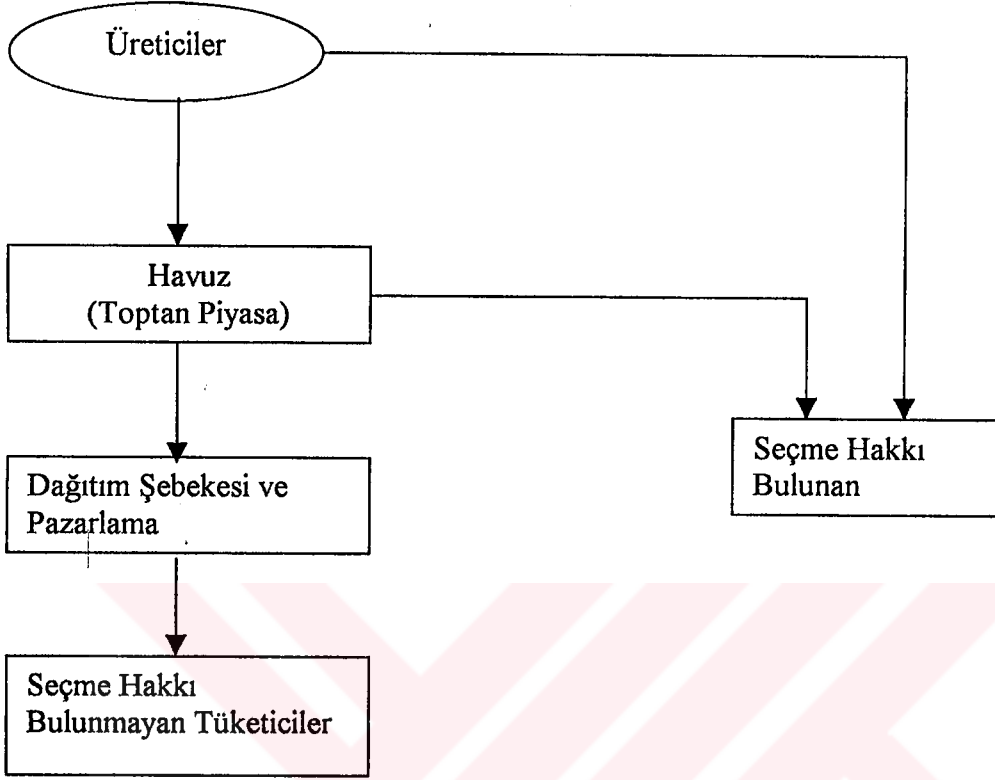 Üreticiler
Havuz
(Toptan Piyasa)
Seçme Hakkı
Bulunan
Dağıtım Şebekesi ve
Pazarlama
Seçme Hakkı
Bulunmayan Tüketiciler